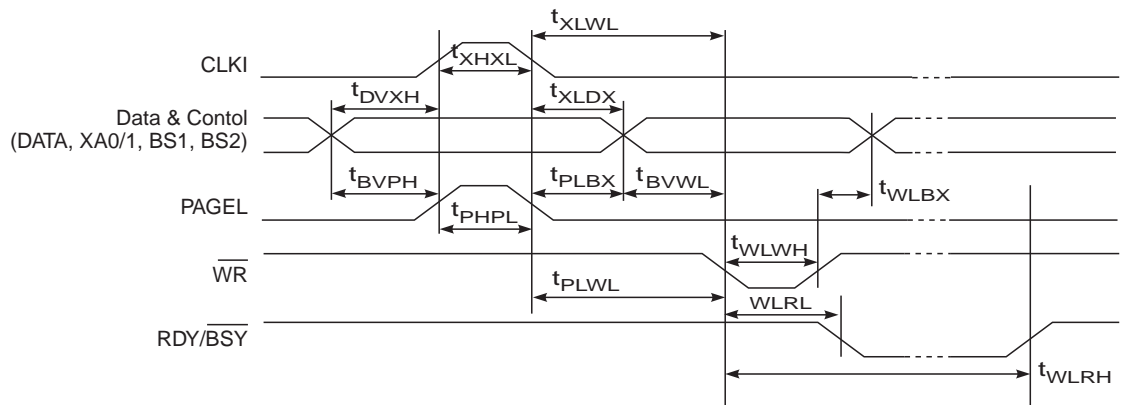 tXLWL
CLKI
tXHXL
tDVXH
tXLDX
Data & Contol
(DATA, XA0/1, BS1, BS2)
tBVPH
tPLBX
tBVWL
tWLBX
PAGEL
tPHPL
tWLWH
WR
tPLWL
WLRL
RDY/BSY
tWLRH